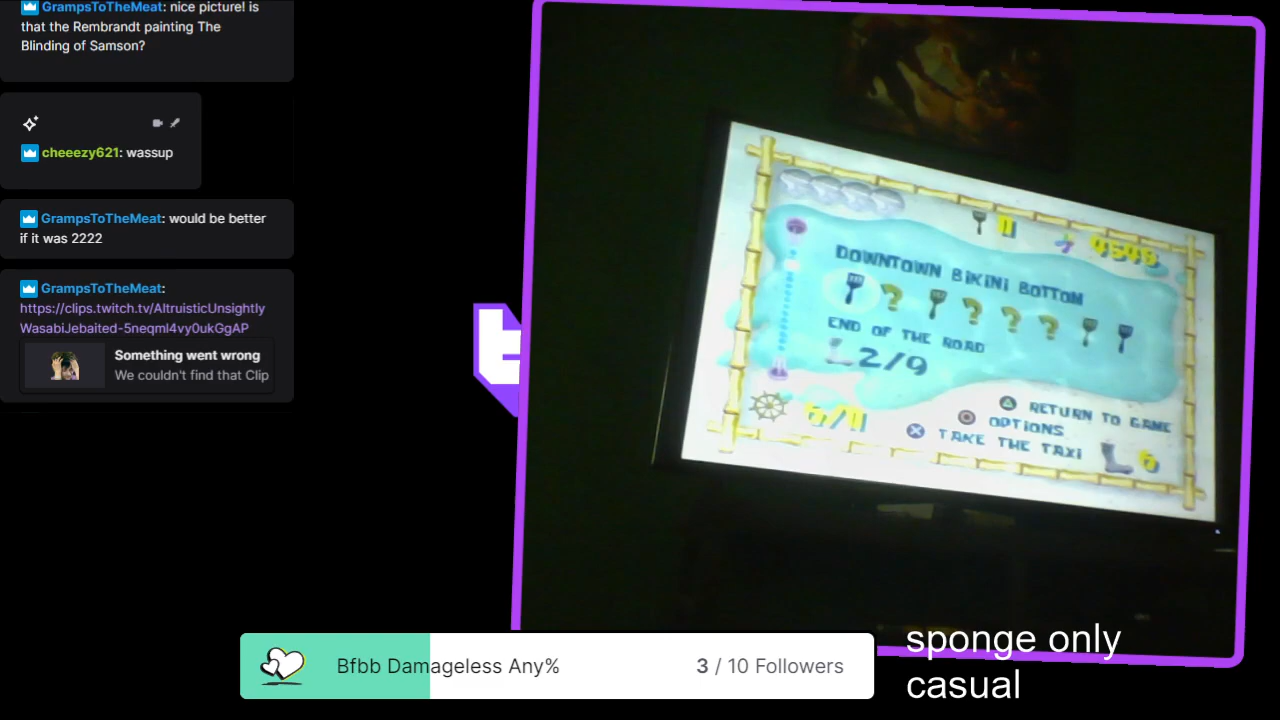 GrampsToTheMeat: nice picture! is
that the Rembrandt painting The
Blinding of Samson?
cheeezy621: wassup
GrampsToTheMeat: would be better
if it was 2222
GrampsToTheMeat:
https://clips.twitch.tv/AltruisticUnsightly
WasabiJebaited-5neqml4vy0ukGgAP
Something went wrong
We couldn't find that Clip
11
4549
DOWNTOWN BIKINI BOTTOM
? ? ? ?
END OF THE ROAD
2/9
RETURN TO GAME
OPTIONS
TAKE THE TAXI
6
Bfbb Damageless Any%
3 / 10 Followers
sponge only
casual